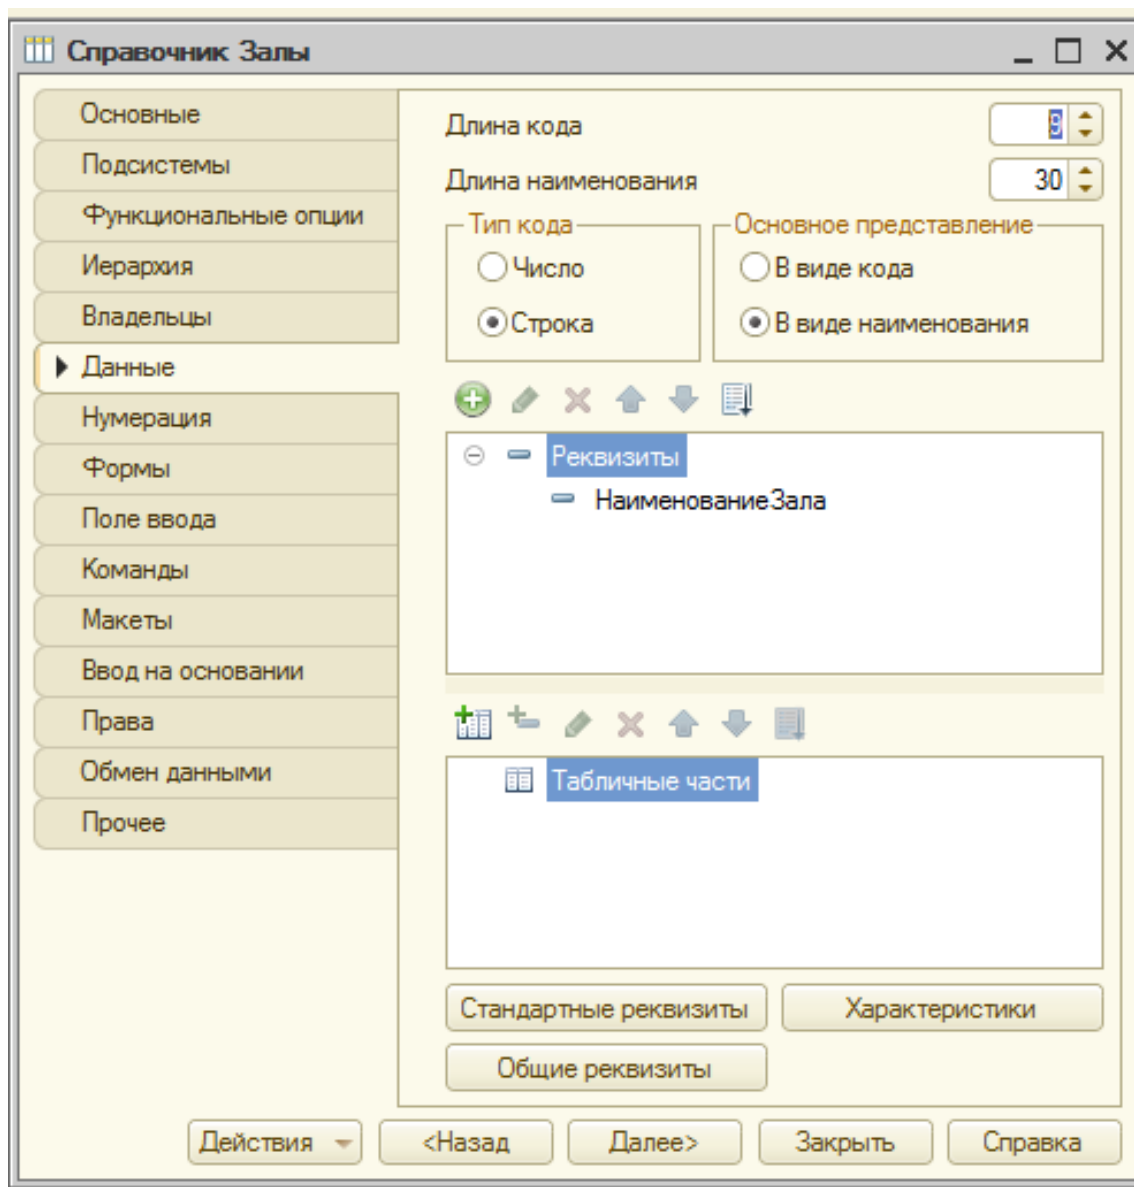 Справочник Залы
Основные
Подсистемы
Функциональные опции
Иерархия
Владельцы
Данные
Нумерация
Формы
Поле ввода
Команды
Макеты
Ввод на основании
Права
Обмен данными
Прочее
Длина кода 9
Длина наименования 30
Тип кода
Число
Строка
Основное представление
В виде кода
В виде наименования
Реквизиты
НаименованиеЗала
Табличные части
Стандартные реквизиты Характеристики
Общие реквизиты
Действия <Назад Далее> Закрыть Справка